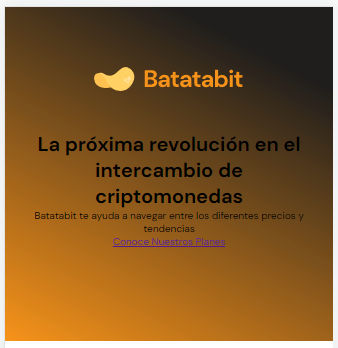 Batatabit
La próxima revolución en el
intercambio de
criptomonedas
Batatabit te ayuda a navegar entre los diferentes precios y
tendencias
Conoce Nuestros Planes